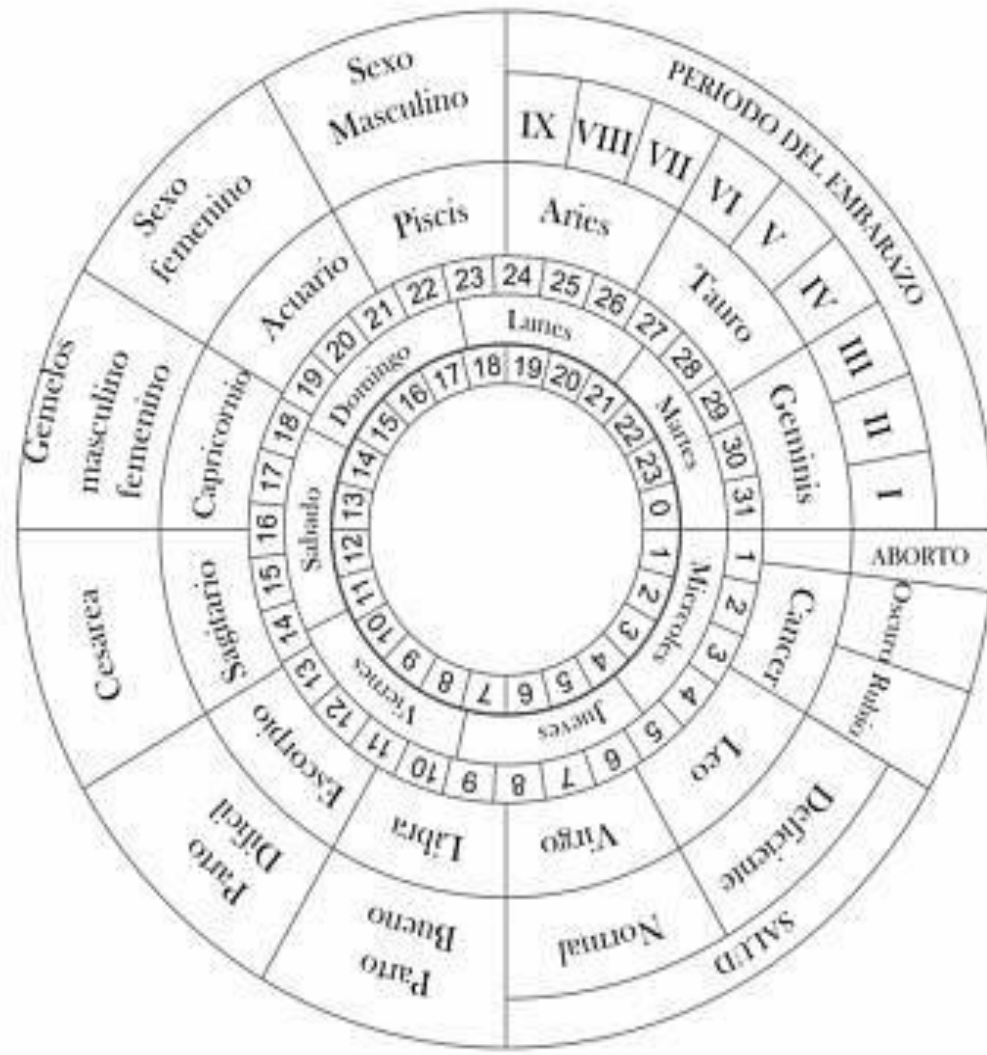 PERIODO DEL EMBARAZO
IX
VIII
VII
VI
V
IV
III
II
I
ABORTO
Oscuro
Rubio
SALUD
Deficiente
Normal
Parto
Bueno
Parto
Dificil
Cesarea
Gemelos
masculino
femenino
Sexo
femenino
Sexo
Masculino
Aries
Tauro
Geminis
Cancer
Leo
Virgo
Libra
Escorpio
Sagitario
Capricornio
Actuario
Piscis
1
2
3
4
5
6
7
8
9
10
11
12
13
14
15
16
17
18
19
20
21
22
23
24
25
26
27
28
29
30
31
Lunes
Martes
Miercoles
Jueves
Viernes
Sabado
Domingo
0
1
2
3
4
5
6
7
8
9
10
11
12
13
14
15
16
17
18
19
20
21
22
23